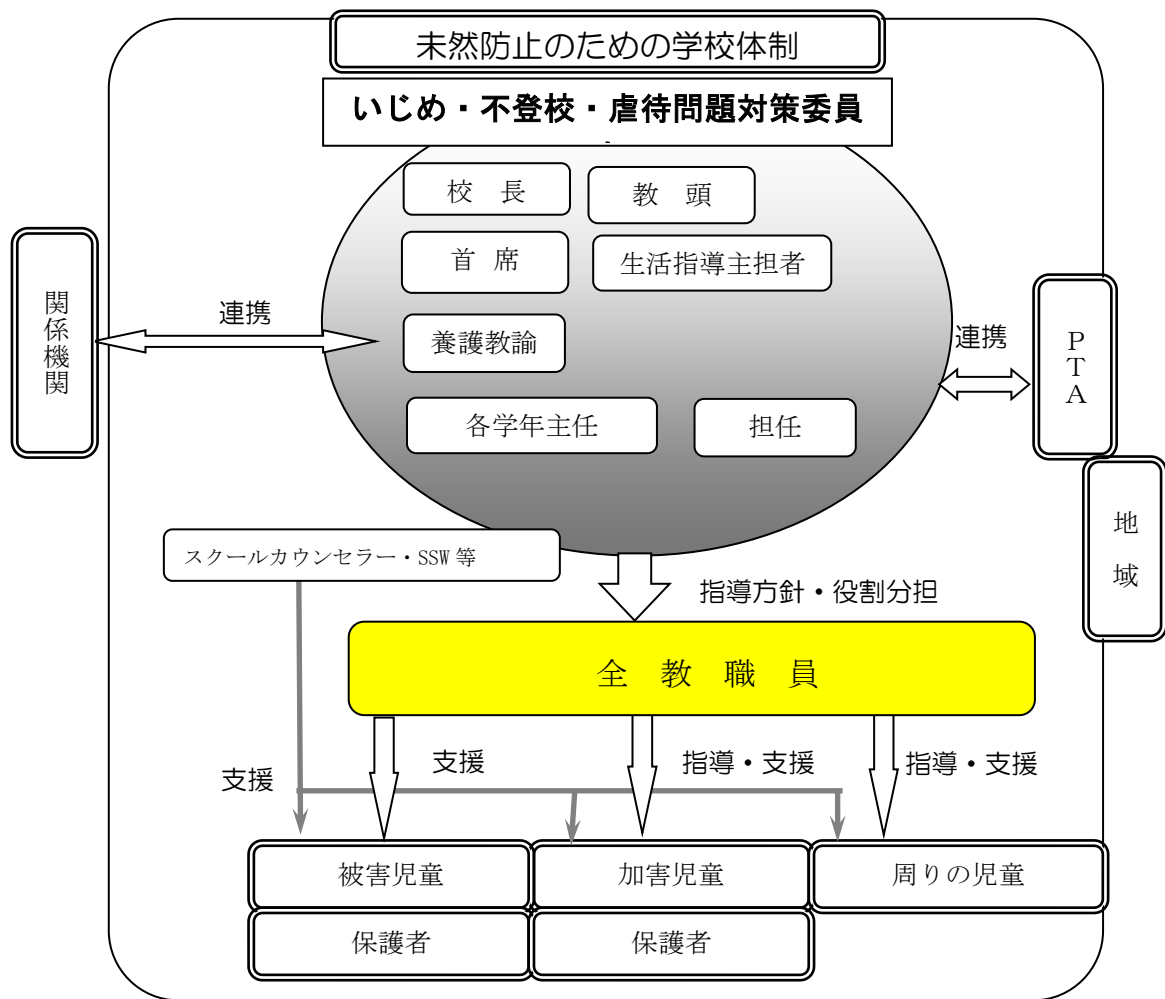 未然防止のための学校体制
いじめ・不登校・虐待問題対策委員
校　長
教　頭
首　席
生活指導主担者
関係機関
連携
養護教諭
連携
PTA
各学年主任
担任
地域
スクールカウンセラー・SSW 等
指導方針・役割分担
全　教　職　員
支援
支援
指導・支援
指導・支援
被害児童
加害児童
周りの児童
保護者
保護者